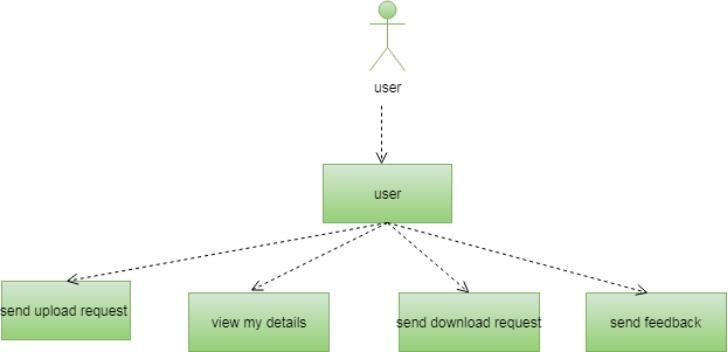 user
user
send upload request
view my details
send download request
send feedback